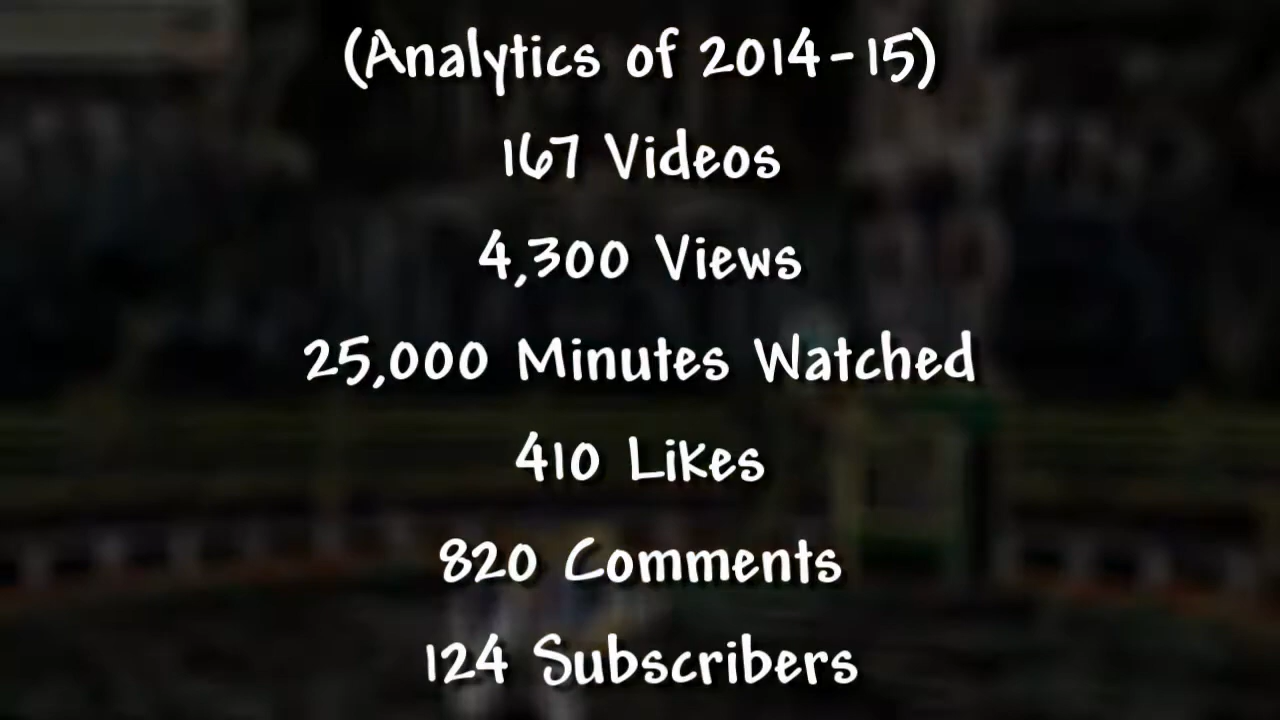 (Analytics of 2014-15)
167 Videos
4,300 Views
25,000 Minutes Watched
410 Likes
820 Comments
124 Subscribers